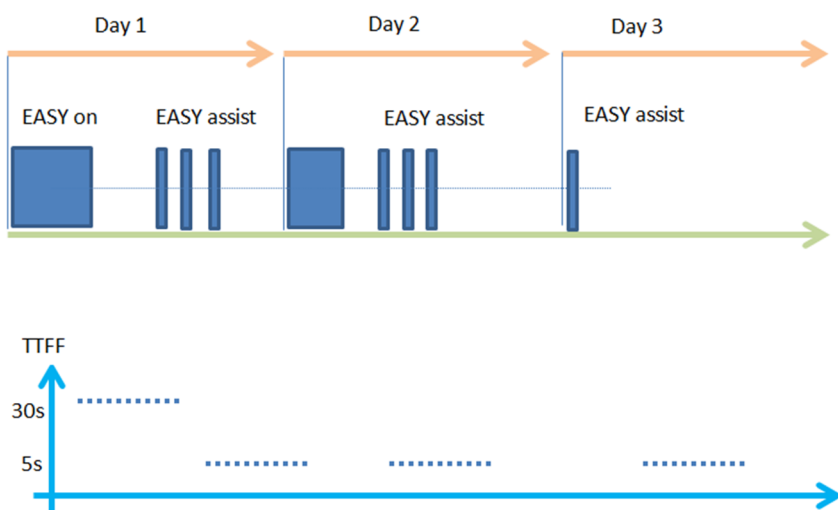 Day 1
Day 2
Day 3
EASY on
EASY assist
EASY assist
EASY assist
TTFF
30s
5s